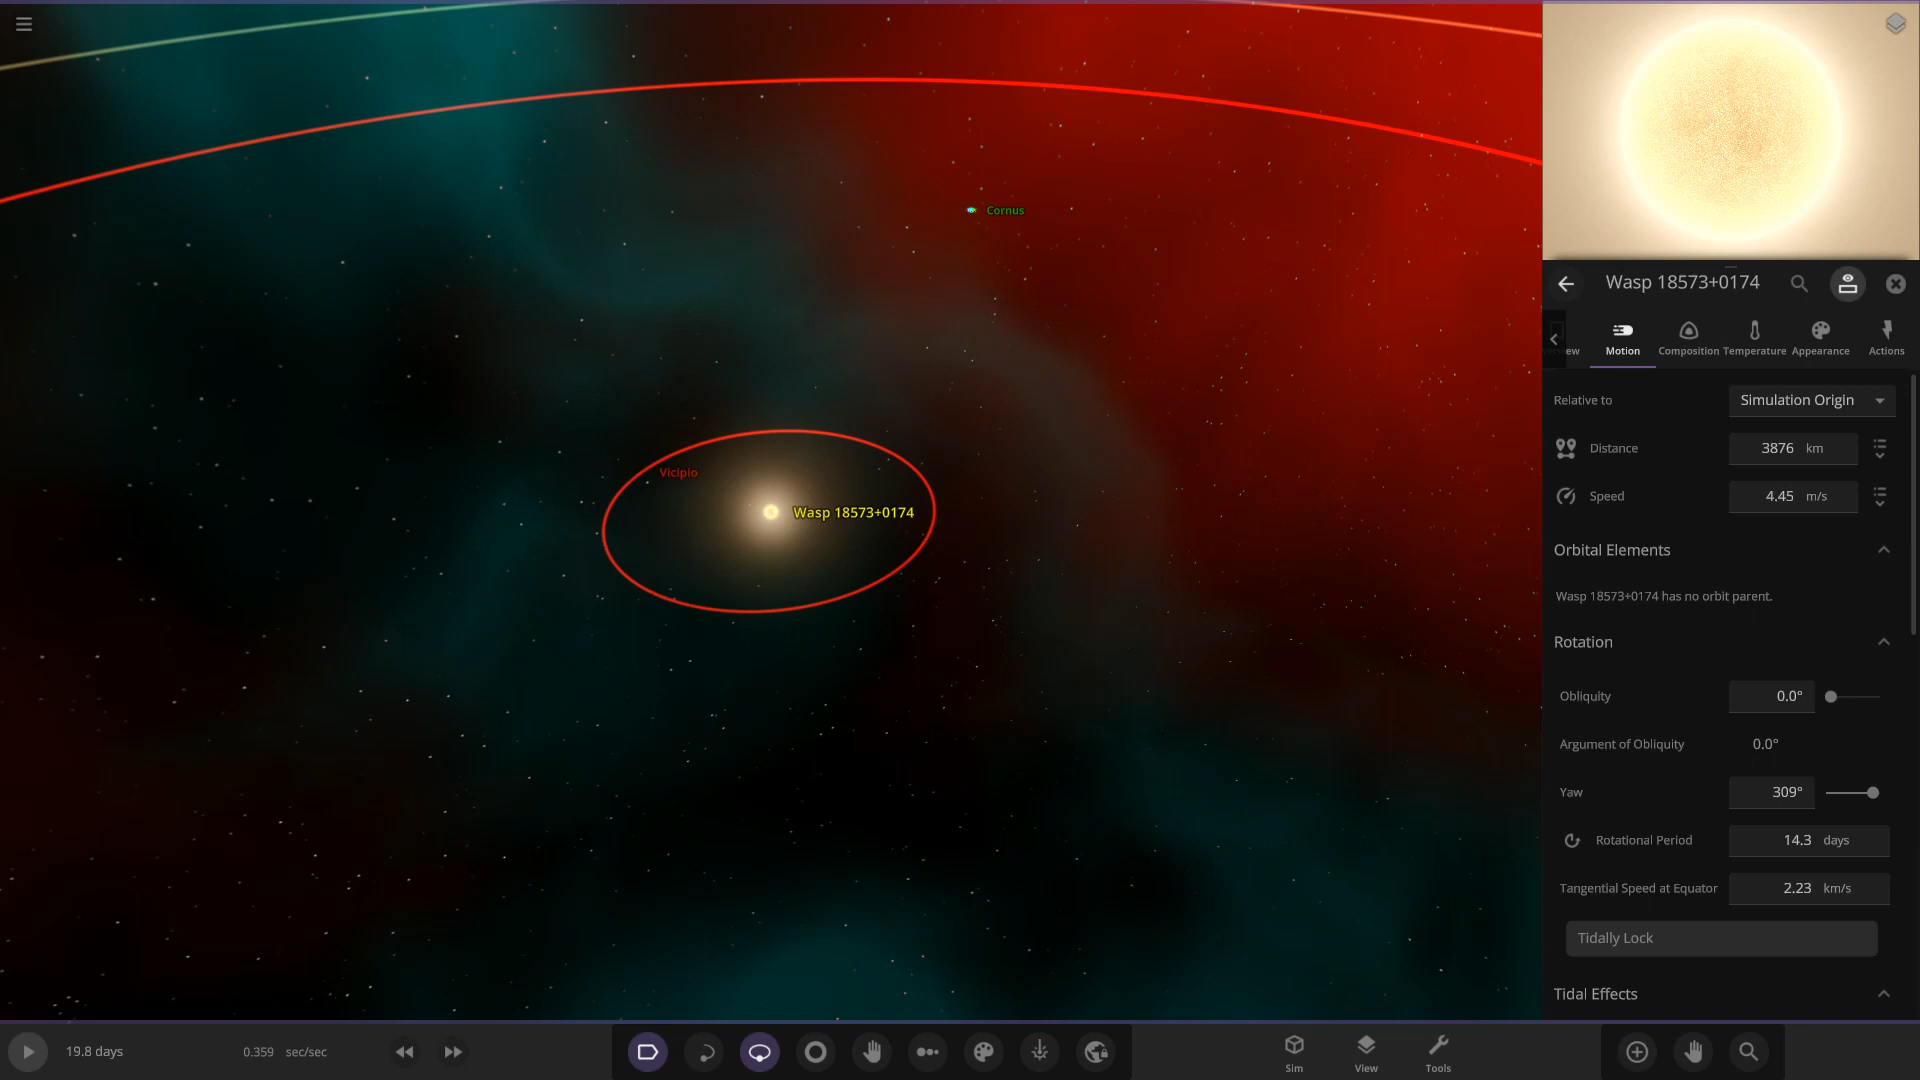 Cornus
Vicipio
Wasp 18573+0174
Wasp 18573+0174
ew
Motion
Composition
Temperature
Appearance
Actions
Relative to
Simulation Origin
Distance
3876 km
Speed
4.45 m/s
Orbital Elements
Wasp 18573+0174 has no orbit parent.
Rotation
Obliquity
0.0°
Argument of Obliquity
0.0°
Yaw
309°
Rotational Period
14.3 days
Tangential Speed at Equator
2.23 km/s
Tidally Lock
Tidal Effects
19.8 days
0.359 sec/sec
Sim
View
Tools